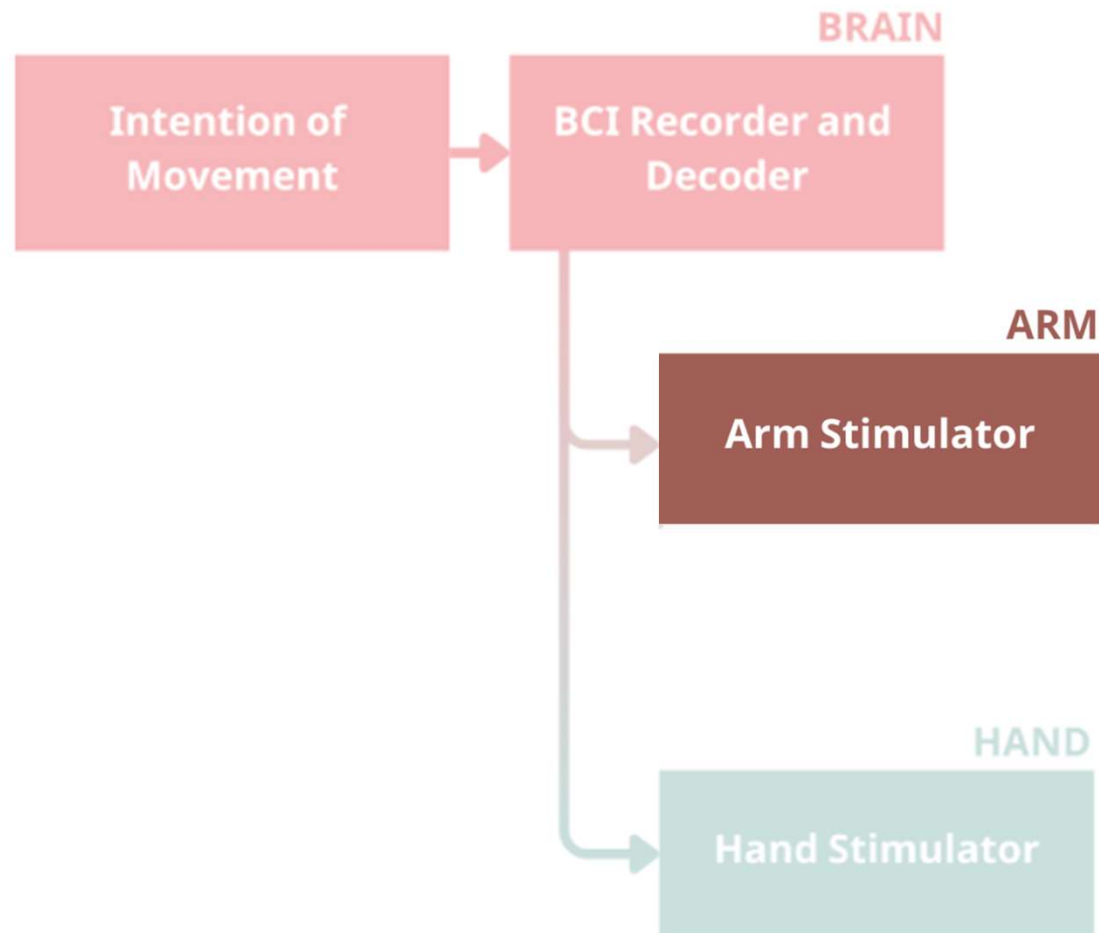 BRAIN
Intention of
Movement
BCI Recorder and
Decoder
ARM
Arm Stimulator
HAND
Hand Stimulator